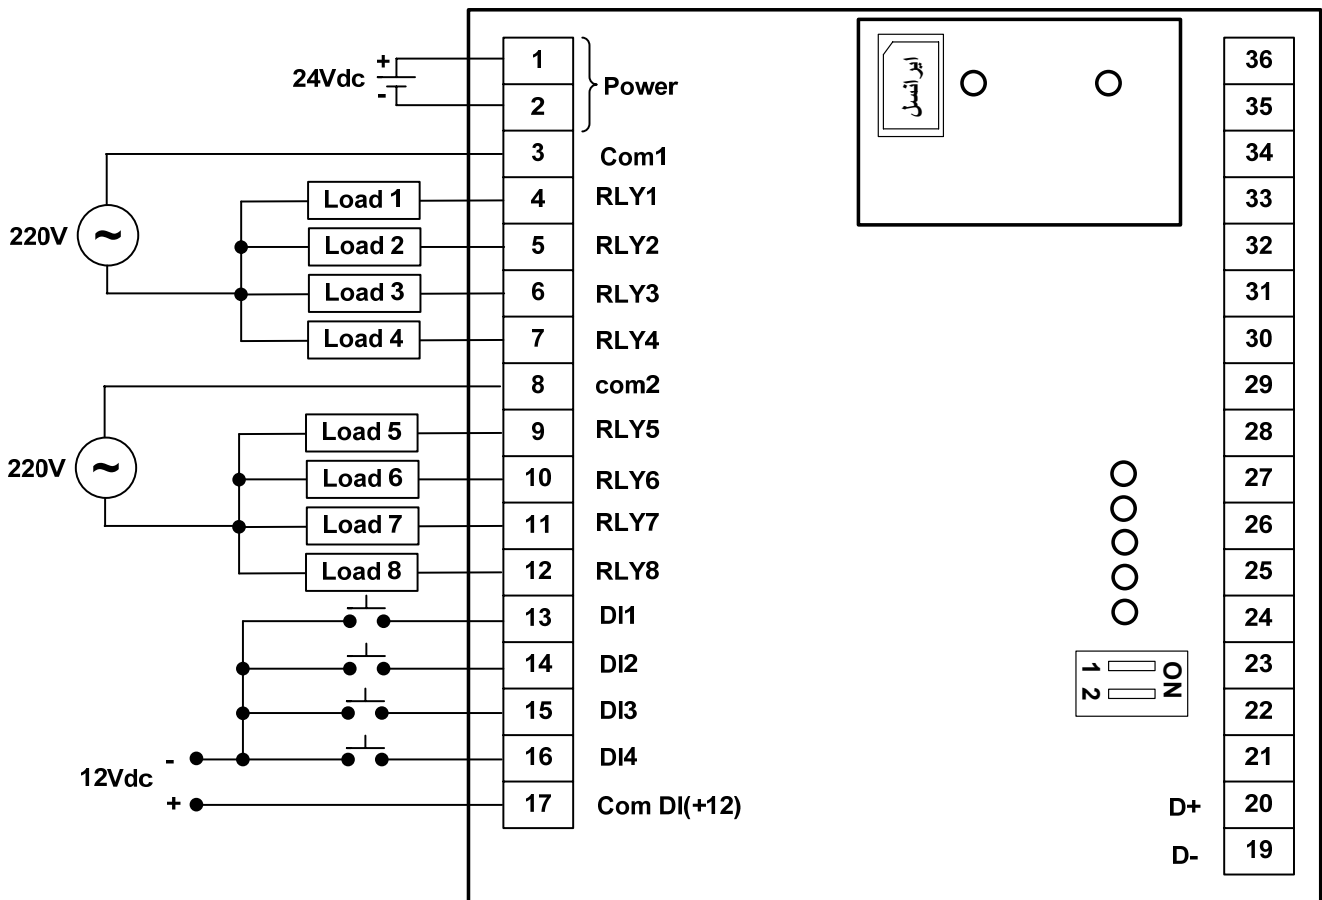 24Vdc
+
-
1
2
Power
3
Com1
220V
~
Load 1
4
RLY1
Load 2
5
RLY2
Load 3
6
RLY3
Load 4
7
RLY4
8
com2
220V
~
Load 5
9
RLY5
Load 6
10
RLY6
Load 7
11
RLY7
Load 8
12
RLY8
13
DI1
14
DI2
15
DI3
16
DI4
12Vdc
-
+
17
Com DI(+12)
ایر انسل
36
35
34
33
32
31
30
29
28
27
26
25
24
23
22
21
20
19
1
2
ON
D+
D-